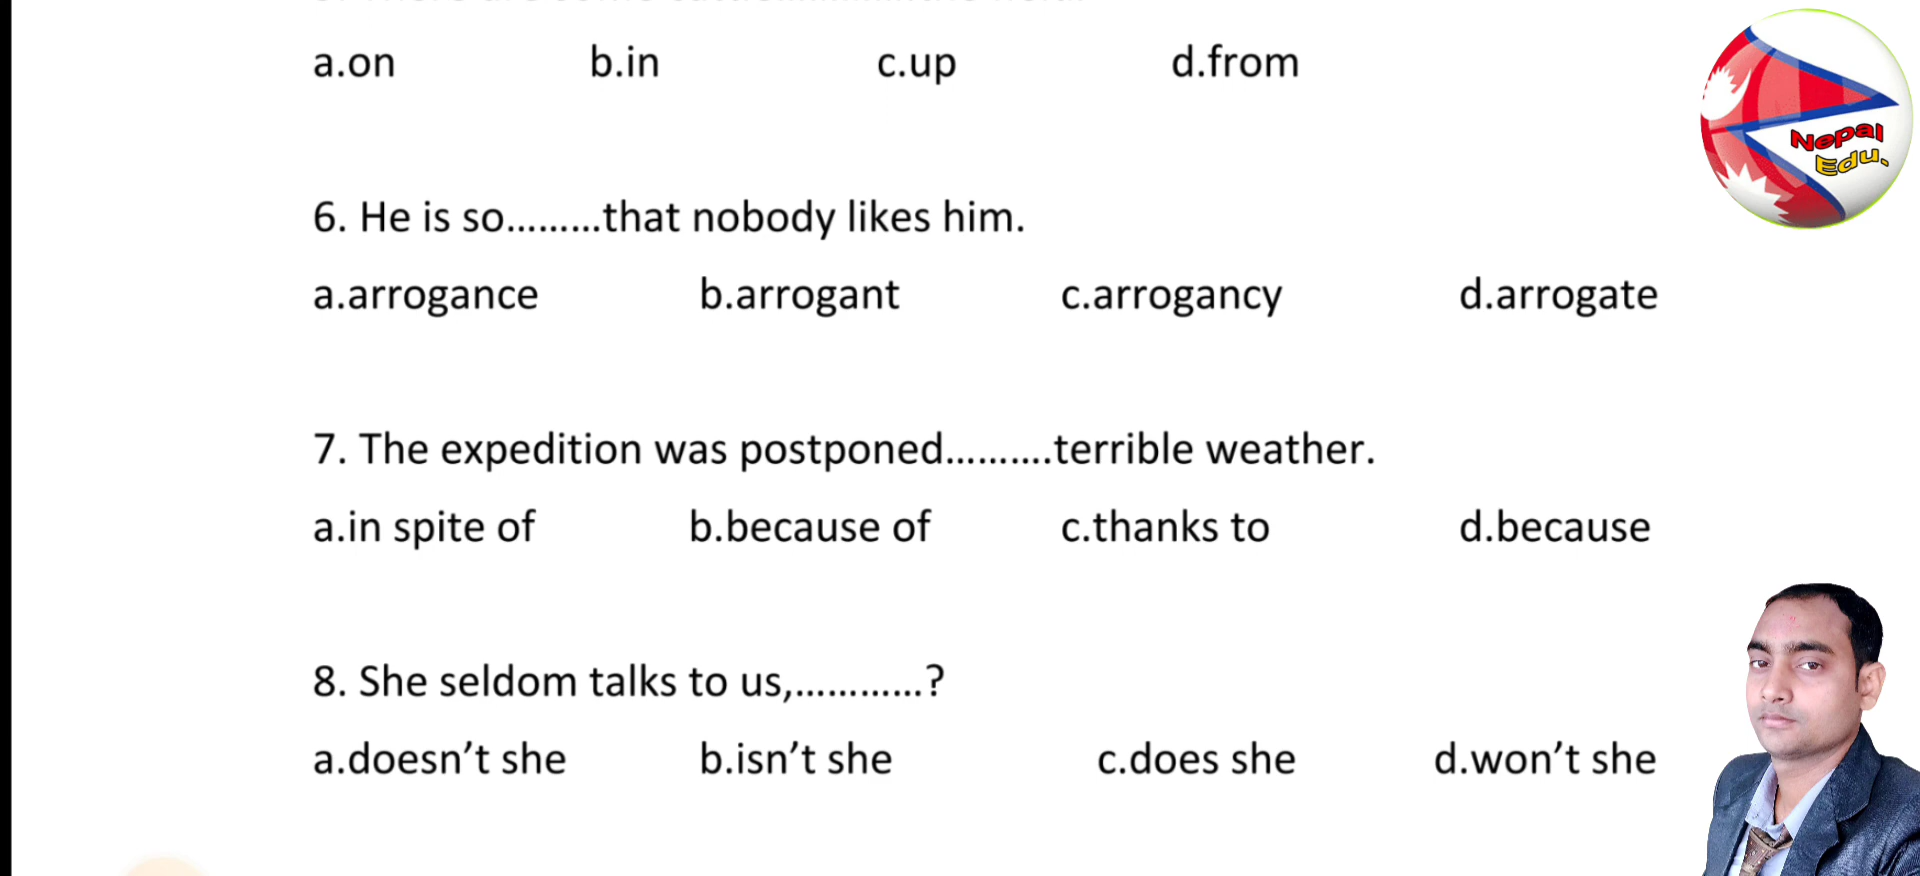 a.on b.in c.up d.from
Nepal
Edu.
6. He is so.........that nobody likes him.
a.arrogance b.arrogant c.arrogancy d.arrogate
7. The expedition was postponed..........terrible weather.
a.in spite of b.because of c.thanks to d.because
8. She seldom talks to us,............?
a.doesn’t she b.isn’t she c.does she d.won’t she